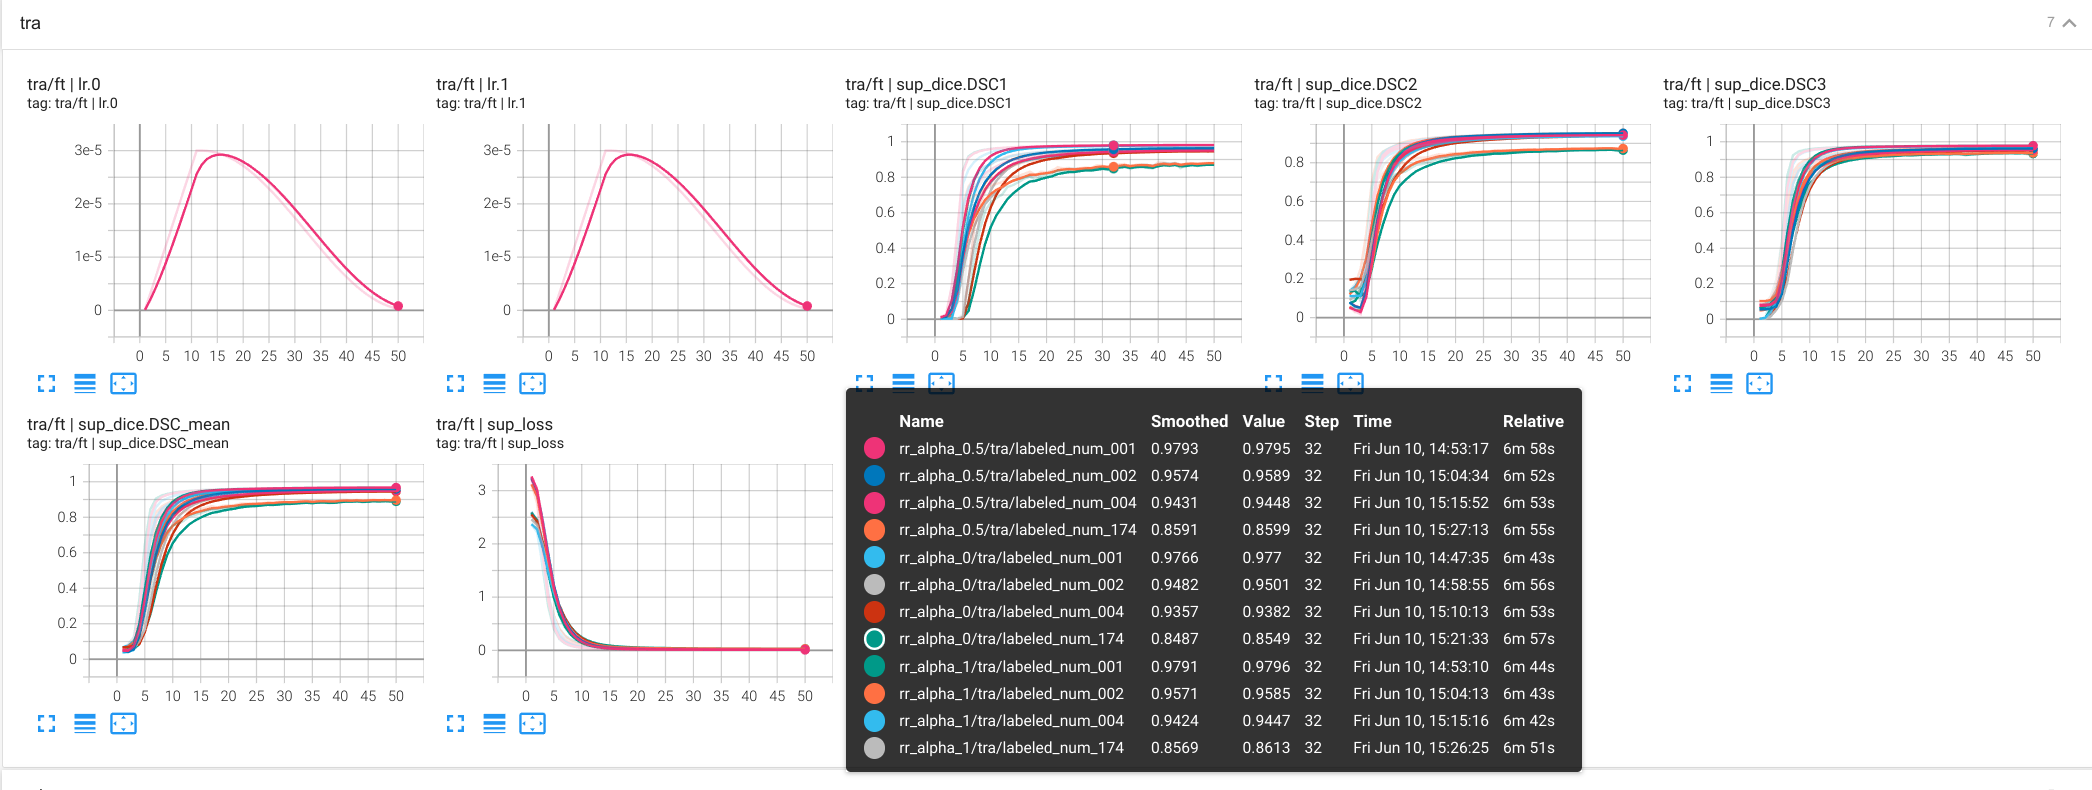 tra
7
tra/ft | lr.0
tag: tra/ft | lr.0
3e-5
2e-5
1e-5
0
0 5 10 15 20 25 30 35 40 45 50
tra/ft | lr.1
tag: tra/ft | lr.1
3e-5
2e-5
1e-5
0
0 5 10 15 20 25 30 35 40 45 50
tra/ft | sup_dice.DSC1
tag: tra/ft | sup_dice.DSC1
1
0.8
0.6
0.4
0.2
0
0 5 10 15 20 25 30 35 40 45 50
tra/ft | sup_dice.DSC2
tag: tra/ft | sup_dice.DSC2
0.8
0.6
0.4
0.2
0
0 5 10 15 20 25 30 35 40 45 50
tra/ft | sup_dice.DSC3
tag: tra/ft | sup_dice.DSC3
1
0.8
0.6
0.4
0.2
0
0 5 10 15 20 25 30 35 40 45 50
tra/ft | sup_dice.DSC_mean
tag: tra/ft | sup_dice.DSC_mean
1
0.8
0.6
0.4
0.2
0
0 5 10 15 20 25 30 35 40 45 50
tra/ft | sup_loss
tag: tra/ft | sup_loss
3
2
1
0
0 5 10 15 20 25 30 35 40 45 50
Name Smoothed Value Step Time Relative
rr_alpha_0.5/tra/labeled_num_001 0.9793 0.9795 32 Fri Jun 10, 14:53:17 6m 58s
rr_alpha_0.5/tra/labeled_num_002 0.9574 0.9589 32 Fri Jun 10, 15:04:34 6m 52s
rr_alpha_0.5/tra/labeled_num_004 0.9431 0.9448 32 Fri Jun 10, 15:15:52 6m 53s
rr_alpha_0.5/tra/labeled_num_174 0.8591 0.8599 32 Fri Jun 10, 15:27:13 6m 55s
rr_alpha_0/tra/labeled_num_001 0.9766 0.977 32 Fri Jun 10, 14:47:35 6m 43s
rr_alpha_0/tra/labeled_num_002 0.9482 0.9501 32 Fri Jun 10, 14:58:55 6m 56s
rr_alpha_0/tra/labeled_num_004 0.9357 0.9382 32 Fri Jun 10, 15:10:13 6m 53s
rr_alpha_0/tra/labeled_num_174 0.8487 0.8549 32 Fri Jun 10, 15:21:33 6m 57s
rr_alpha_1/tra/labeled_num_001 0.9791 0.9796 32 Fri Jun 10, 14:53:10 6m 44s
rr_alpha_1/tra/labeled_num_002 0.9571 0.9585 32 Fri Jun 10, 15:04:13 6m 43s
rr_alpha_1/tra/labeled_num_004 0.9424 0.9447 32 Fri Jun 10, 15:15:16 6m 42s
rr_alpha_1/tra/labeled_num_174 0.8569 0.8613 32 Fri Jun 10, 15:26:25 6m 51s